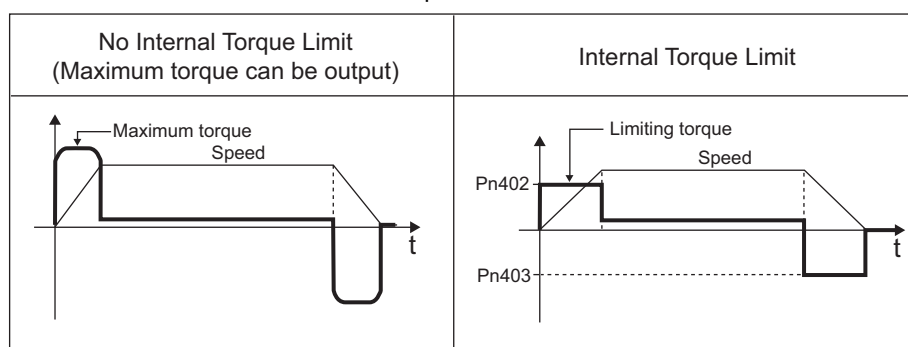 No Internal Torque Limit
(Maximum torque can be output)
Internal Torque Limit
Maximum torque
Speed
t
Limiting torque
Speed
Pn402
t
Pn403